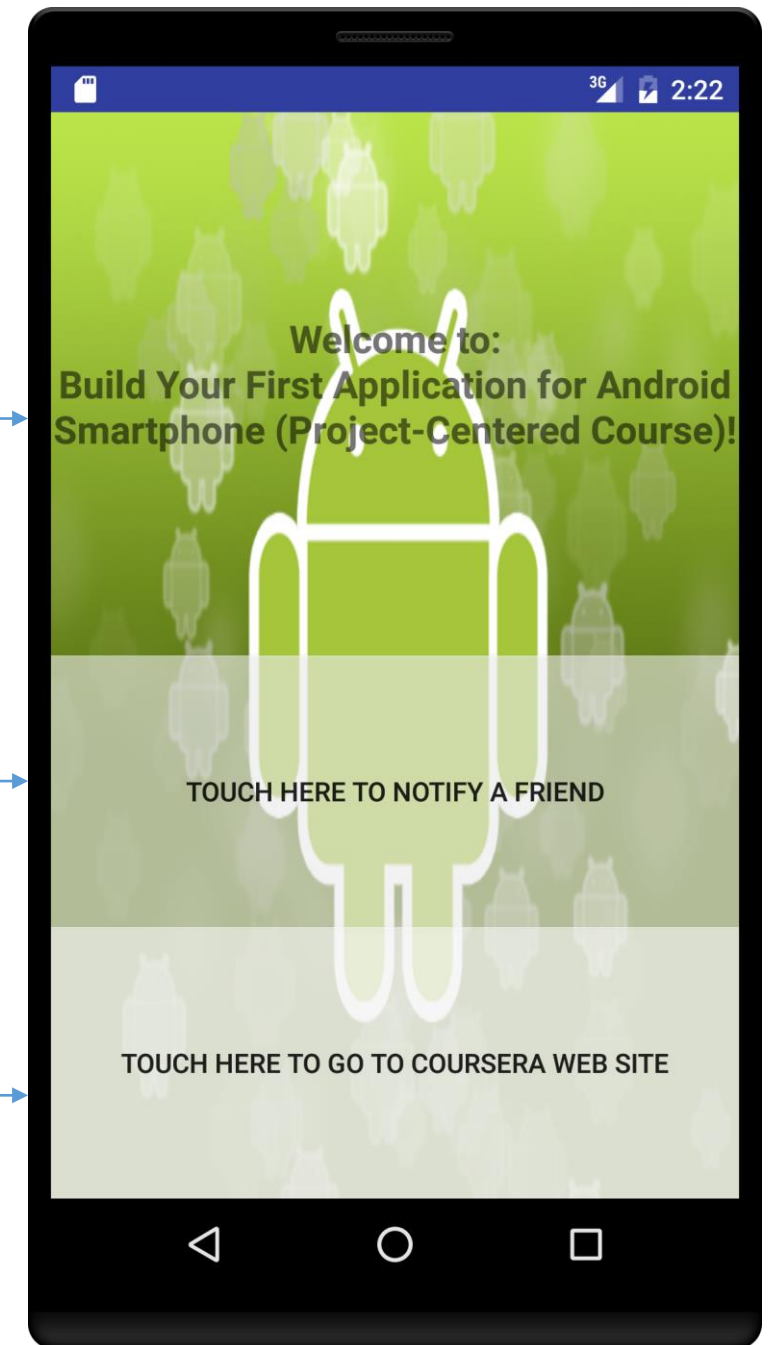 3G 2:22
Welcome to:
Build Your First Application for Android
Smartphone (Project-Centered Course)!
TOUCH HERE TO NOTIFY A FRIEND
TOUCH HERE TO GO TO COURSERA WEB SITE